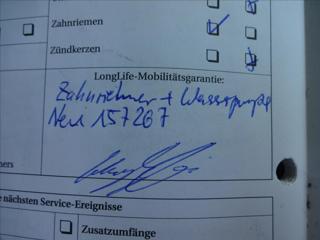 Zahnriemen
Zündkerzen
LongLife-Mobilitätsgarantie:
Zahnriemen + Wasserpumpe
Neu 157267
ners
e nächsten Service-Ereignisse
Zusatzumfänge